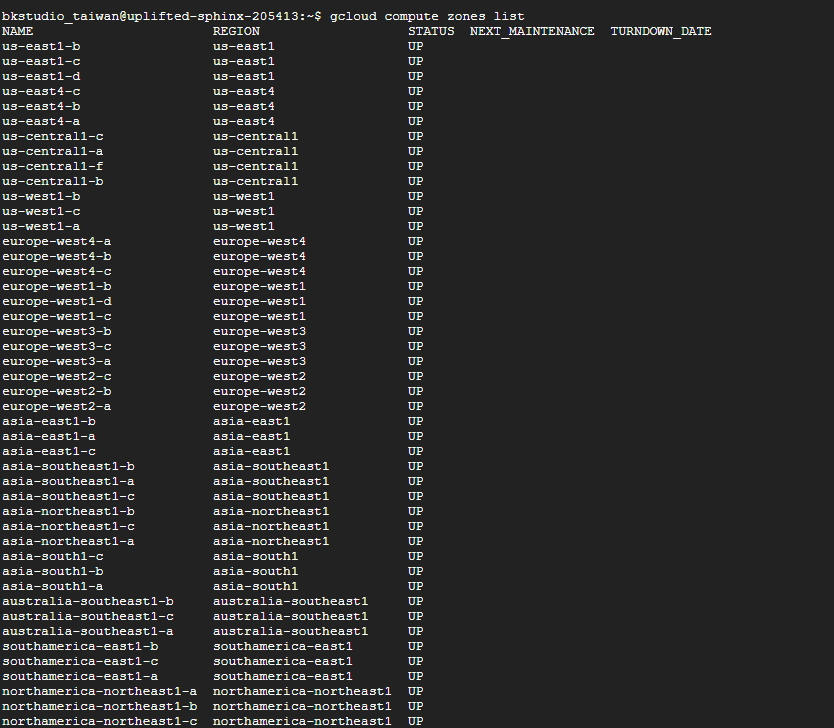 bkstudio_taiwan@uplifted-sphinx-205413:~$ gcloud compute zones list
NAME REGION STATUS NEXT_MAINTENANCE TURNDOWN_DATE
us-east1-b us-east1 UP
us-east1-c us-east1 UP
us-east1-d us-east1 UP
us-east4-c us-east4 UP
us-east4-b us-east4 UP
us-east4-a us-east4 UP
us-central1-c us-central1 UP
us-central1-a us-central1 UP
us-central1-f us-central1 UP
us-central1-b us-central1 UP
us-west1-b us-west1 UP
us-west1-c us-west1 UP
us-west1-a us-west1 UP
europe-west4-a europe-west4 UP
europe-west4-b europe-west4 UP
europe-west4-c europe-west4 UP
europe-west1-b europe-west1 UP
europe-west1-d europe-west1 UP
europe-west1-c europe-west1 UP
europe-west3-b europe-west3 UP
europe-west3-c europe-west3 UP
europe-west3-a europe-west3 UP
europe-west2-c europe-west2 UP
europe-west2-b europe-west2 UP
europe-west2-a europe-west2 UP
asia-east1-b asia-east1 UP
asia-east1-a asia-east1 UP
asia-east1-c asia-east1 UP
asia-southeast1-b asia-southeast1 UP
asia-southeast1-a asia-southeast1 UP
asia-southeast1-c asia-southeast1 UP
asia-northeast1-b asia-northeast1 UP
asia-northeast1-c asia-northeast1 UP
asia-northeast1-a asia-northeast1 UP
asia-south1-c asia-south1 UP
asia-south1-b asia-south1 UP
asia-south1-a asia-south1 UP
australia-southeast1-b australia-southeast1 UP
australia-southeast1-c australia-southeast1 UP
australia-southeast1-a australia-southeast1 UP
southamerica-east1-b southamerica-east1 UP
southamerica-east1-c southamerica-east1 UP
southamerica-east1-a southamerica-east1 UP
northamerica-northeast1-a northamerica-northeast1 UP
northamerica-northeast1-b northamerica-northeast1 UP
northamerica-northeast1-c northamerica-northeast1 UP